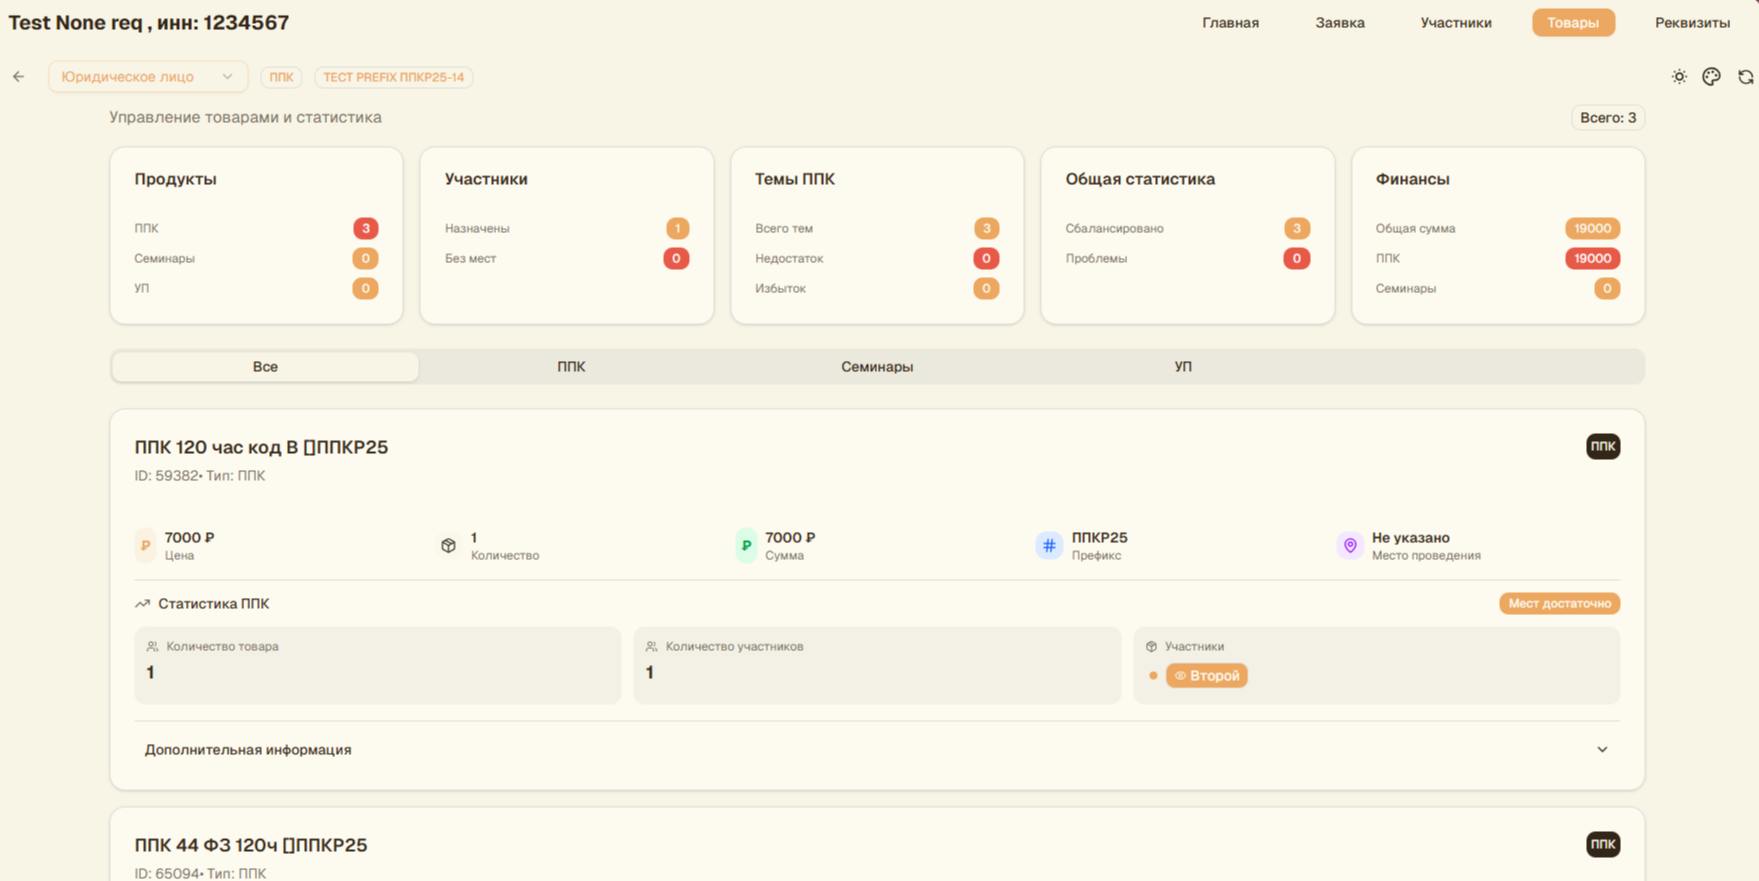 Test None req , инн: 1234567
Главная
Заявка
Участники
Товары
Реквизиты
Юридическое лицо
ППК
ТЕСТ PREFIX ППКР25-14
Управление товарами и статистика
Всего: 3
Продукты
ППК 3
Семинары 0
УП 0
Участники
Назначены 1
Без мест 0
Темы ППК
Всего тем 3
Недостаток 0
Избыток 0
Общая статистика
Сбалансировано 3
Проблемы 0
Финансы
Общая сумма 19000
ППК 19000
Семинары 0
Все
ППК
Семинары
УП
ППК 120 час код В []ППКР25
ППК
ID: 59382• Тип: ППК
₽
7000 ₽
Цена
1
Количество
₽
7000 ₽
Сумма
#
ППКР25
Префикс
Не указано
Место проведения
Статистика ППК
Мест достаточно
Количество товара
1
Количество участников
1
Участники
Второй
Дополнительная информация
ППК 44 ФЗ 120ч []ППКР25
ППК
ID: 65094• Тип: ППК